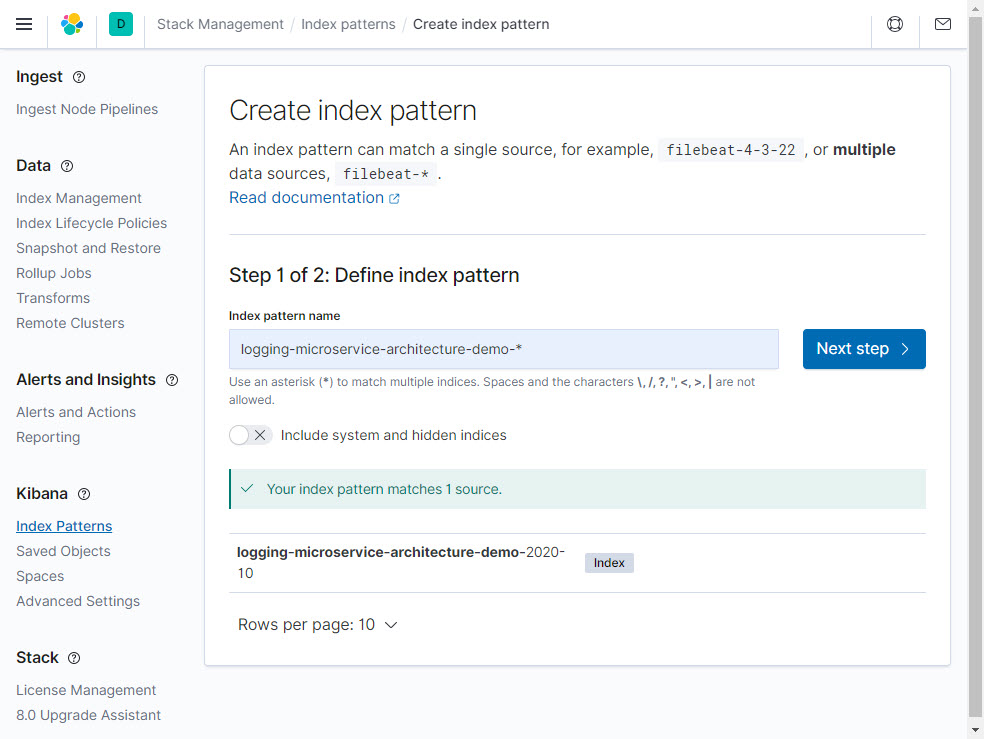 D
Stack Management / Index patterns / Create index pattern
Ingest
Ingest Node Pipelines
Data
Index Management
Index Lifecycle Policies
Snapshot and Restore
Rollup Jobs
Transforms
Remote Clusters
Alerts and Insights
Alerts and Actions
Reporting
Kibana
Index Patterns
Saved Objects
Spaces
Advanced Settings
Stack
License Management
8.0 Upgrade Assistant
Create index pattern
An index pattern can match a single source, for example, filebeat-4-3-22 , or multiple
data sources, filebeat-* .
Read documentation
Step 1 of 2: Define index pattern
Index pattern name
logging-microservice-architecture-demo-*
Next step
Use an asterisk (*) to match multiple indices. Spaces and the characters \, /, ?, ", <, >, | are not
allowed.
Include system and hidden indices
Your index pattern matches 1 source.
logging-microservice-architecture-demo-2020-
10
Index
Rows per page: 10